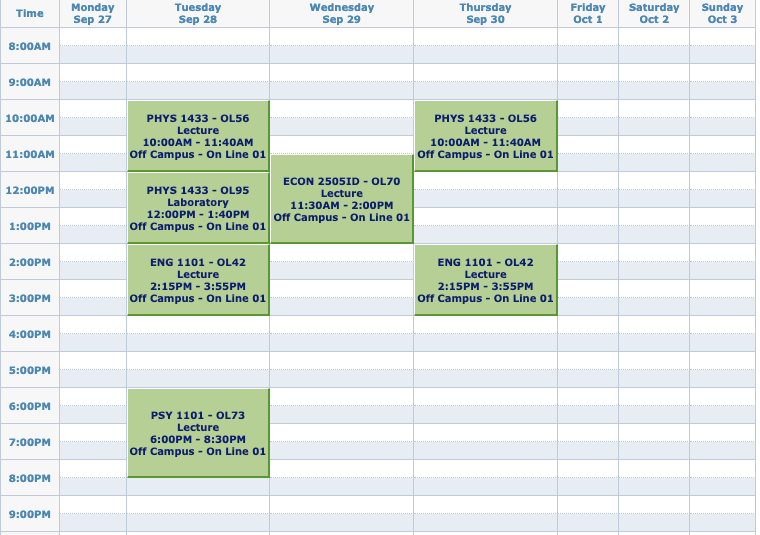 Time
Monday
Sep 27
Tuesday
Sep 28
Wednesday
Sep 29
Thursday
Sep 30
Friday
Oct 1
Saturday
Oct 2
Sunday
Oct 3
8:00AM
9:00AM
10:00AM
PHYS 1433 - OL56
Lecture
10:00AM - 11:40AM
Off Campus - On Line 01
PHYS 1433 - OL56
Lecture
10:00AM - 11:40AM
Off Campus - On Line 01
11:00AM
ECON 2505ID - OL70
Lecture
11:30AM - 2:00PM
Off Campus - On Line 01
12:00PM
PHYS 1433 - OL95
Laboratory
12:00PM - 1:40PM
Off Campus - On Line 01
1:00PM
2:00PM
ENG 1101 - OL42
Lecture
2:15PM - 3:55PM
Off Campus - On Line 01
ENG 1101 - OL42
Lecture
2:15PM - 3:55PM
Off Campus - On Line 01
3:00PM
4:00PM
5:00PM
6:00PM
PSY 1101 - OL73
Lecture
6:00PM - 8:30PM
Off Campus - On Line 01
7:00PM
8:00PM
9:00PM